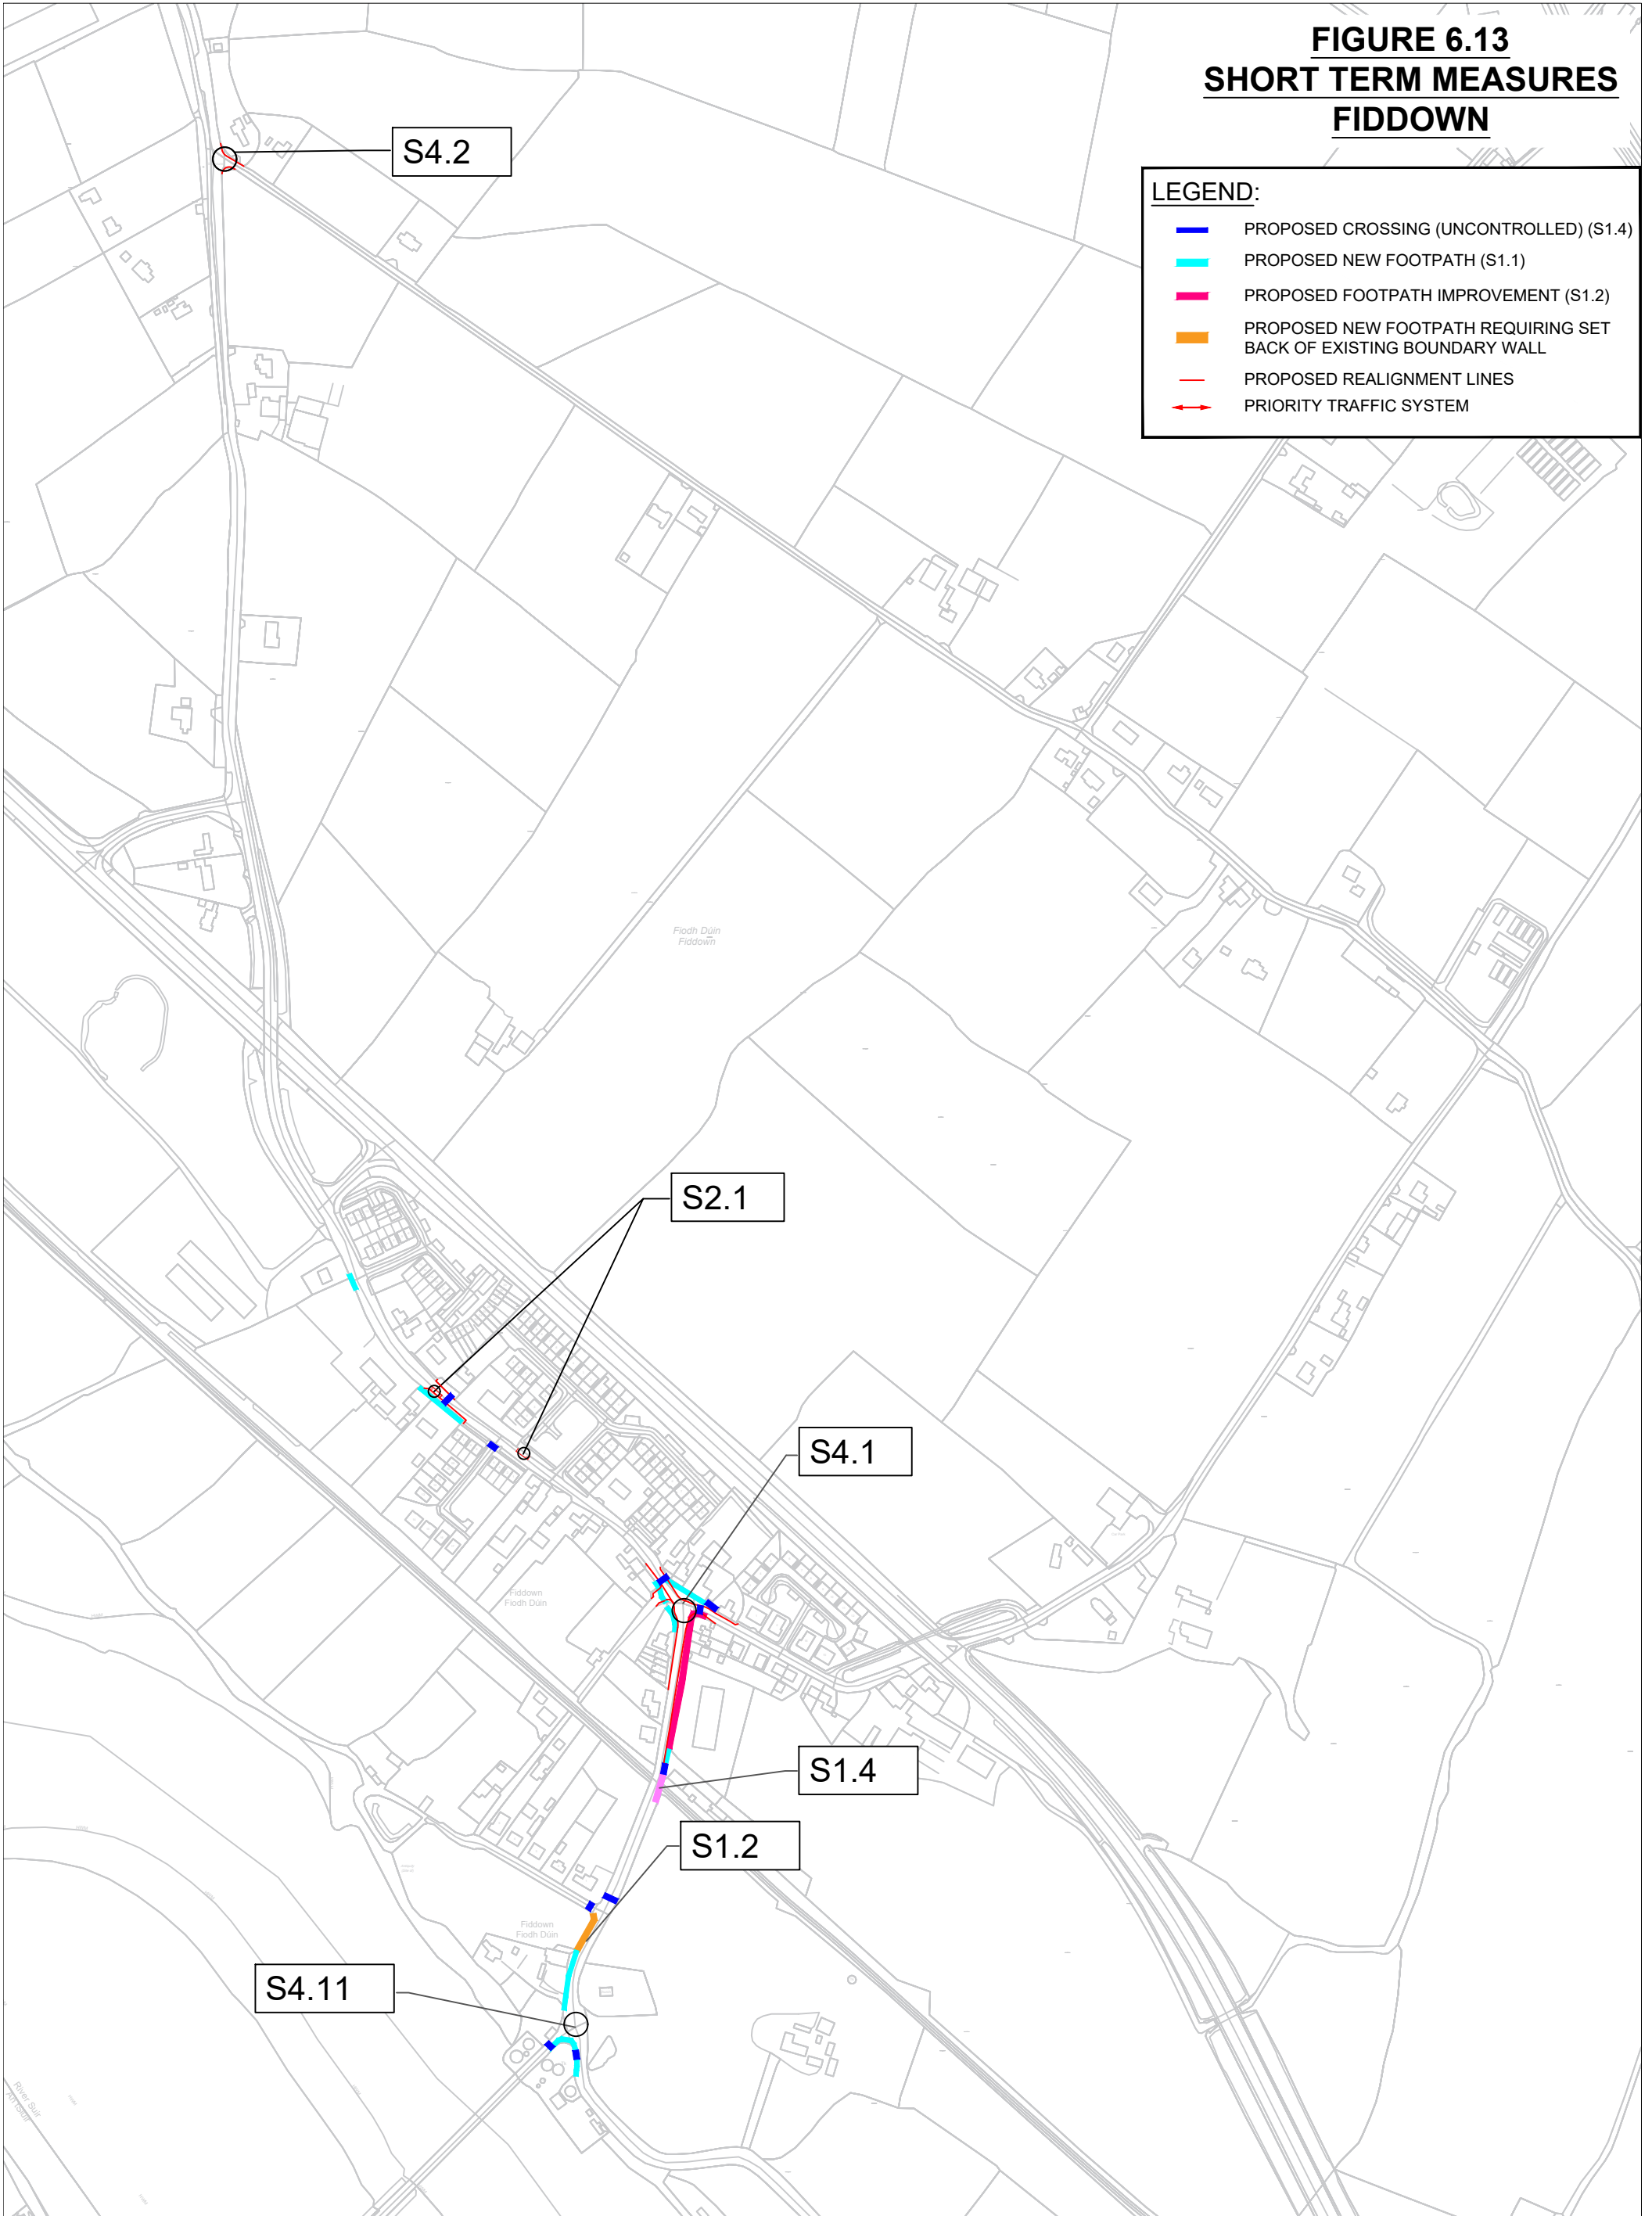 FIGURE 6.13
SHORT TERM MEASURES
FIDDOWN
LEGEND:
PROPOSED CROSSING (UNCONTROLLED) (S1.4)
PROPOSED NEW FOOTPATH (S1.1)
PROPOSED FOOTPATH IMPROVEMENT (S1.2)
PROPOSED NEW FOOTPATH REQUIRING SET
BACK OF EXISTING BOUNDARY WALL
PROPOSED REALIGNMENT LINES
PRIORITY TRAFFIC SYSTEM
S4.2
Fiodh Dúin
Fiddown
S2.1
S4.1
Fiddown
Fiodh Dúin
S1.4
S1.2
Fiddown
Fiodh Dúin
S4.11
River Suir